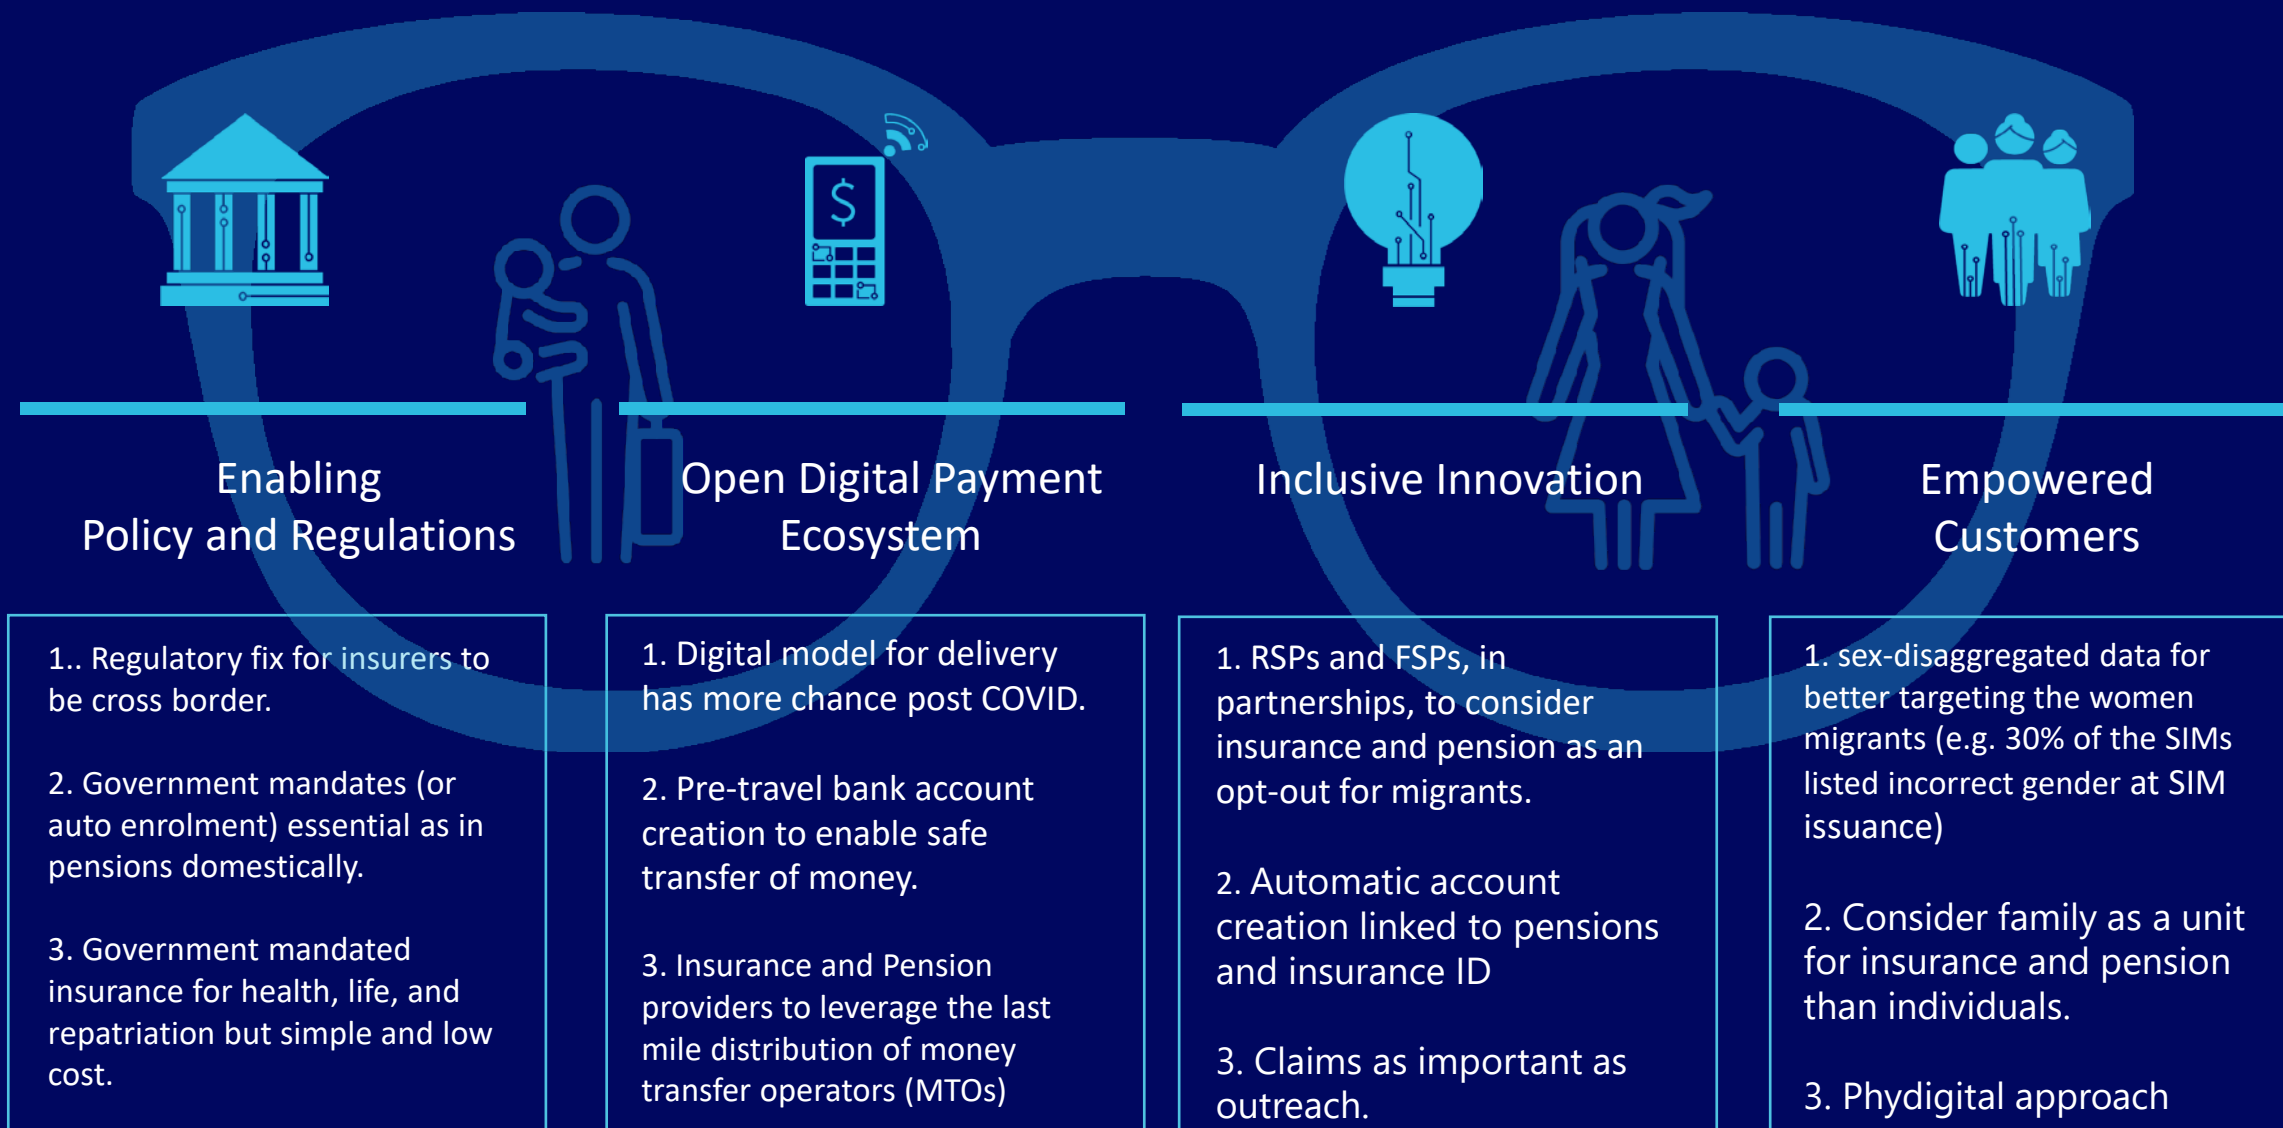 $
Enabling
Policy and Regulations
1.. Regulatory fix for insurers to
be cross border.
2. Government mandates (or
auto enrolment) essential as in
pensions domestically.
3. Government mandated
insurance for health, life, and
repatriation but simple and low
cost.
Open Digital Payment
Ecosystem
1. Digital model for delivery
has more chance post COVID.
2. Pre-travel bank account
creation to enable safe
transfer of money.
3. Insurance and Pension
providers to leverage the last
mile distribution of money
transfer operators (MTOs)
Inclusive Innovation
1. RSPs and FSPs, in
partnerships, to consider
insurance and pension as an
opt-out for migrants.
2. Automatic account
creation linked to pensions
and insurance ID
3. Claims as important as
outreach.
Empowered
Customers
1. sex-disaggregated data for
better targeting the women
migrants (e.g. 30% of the SIMs
listed incorrect gender at SIM
issuance)
2. Consider family as a unit
for insurance and pension
than individuals.
3. Phydigital approach